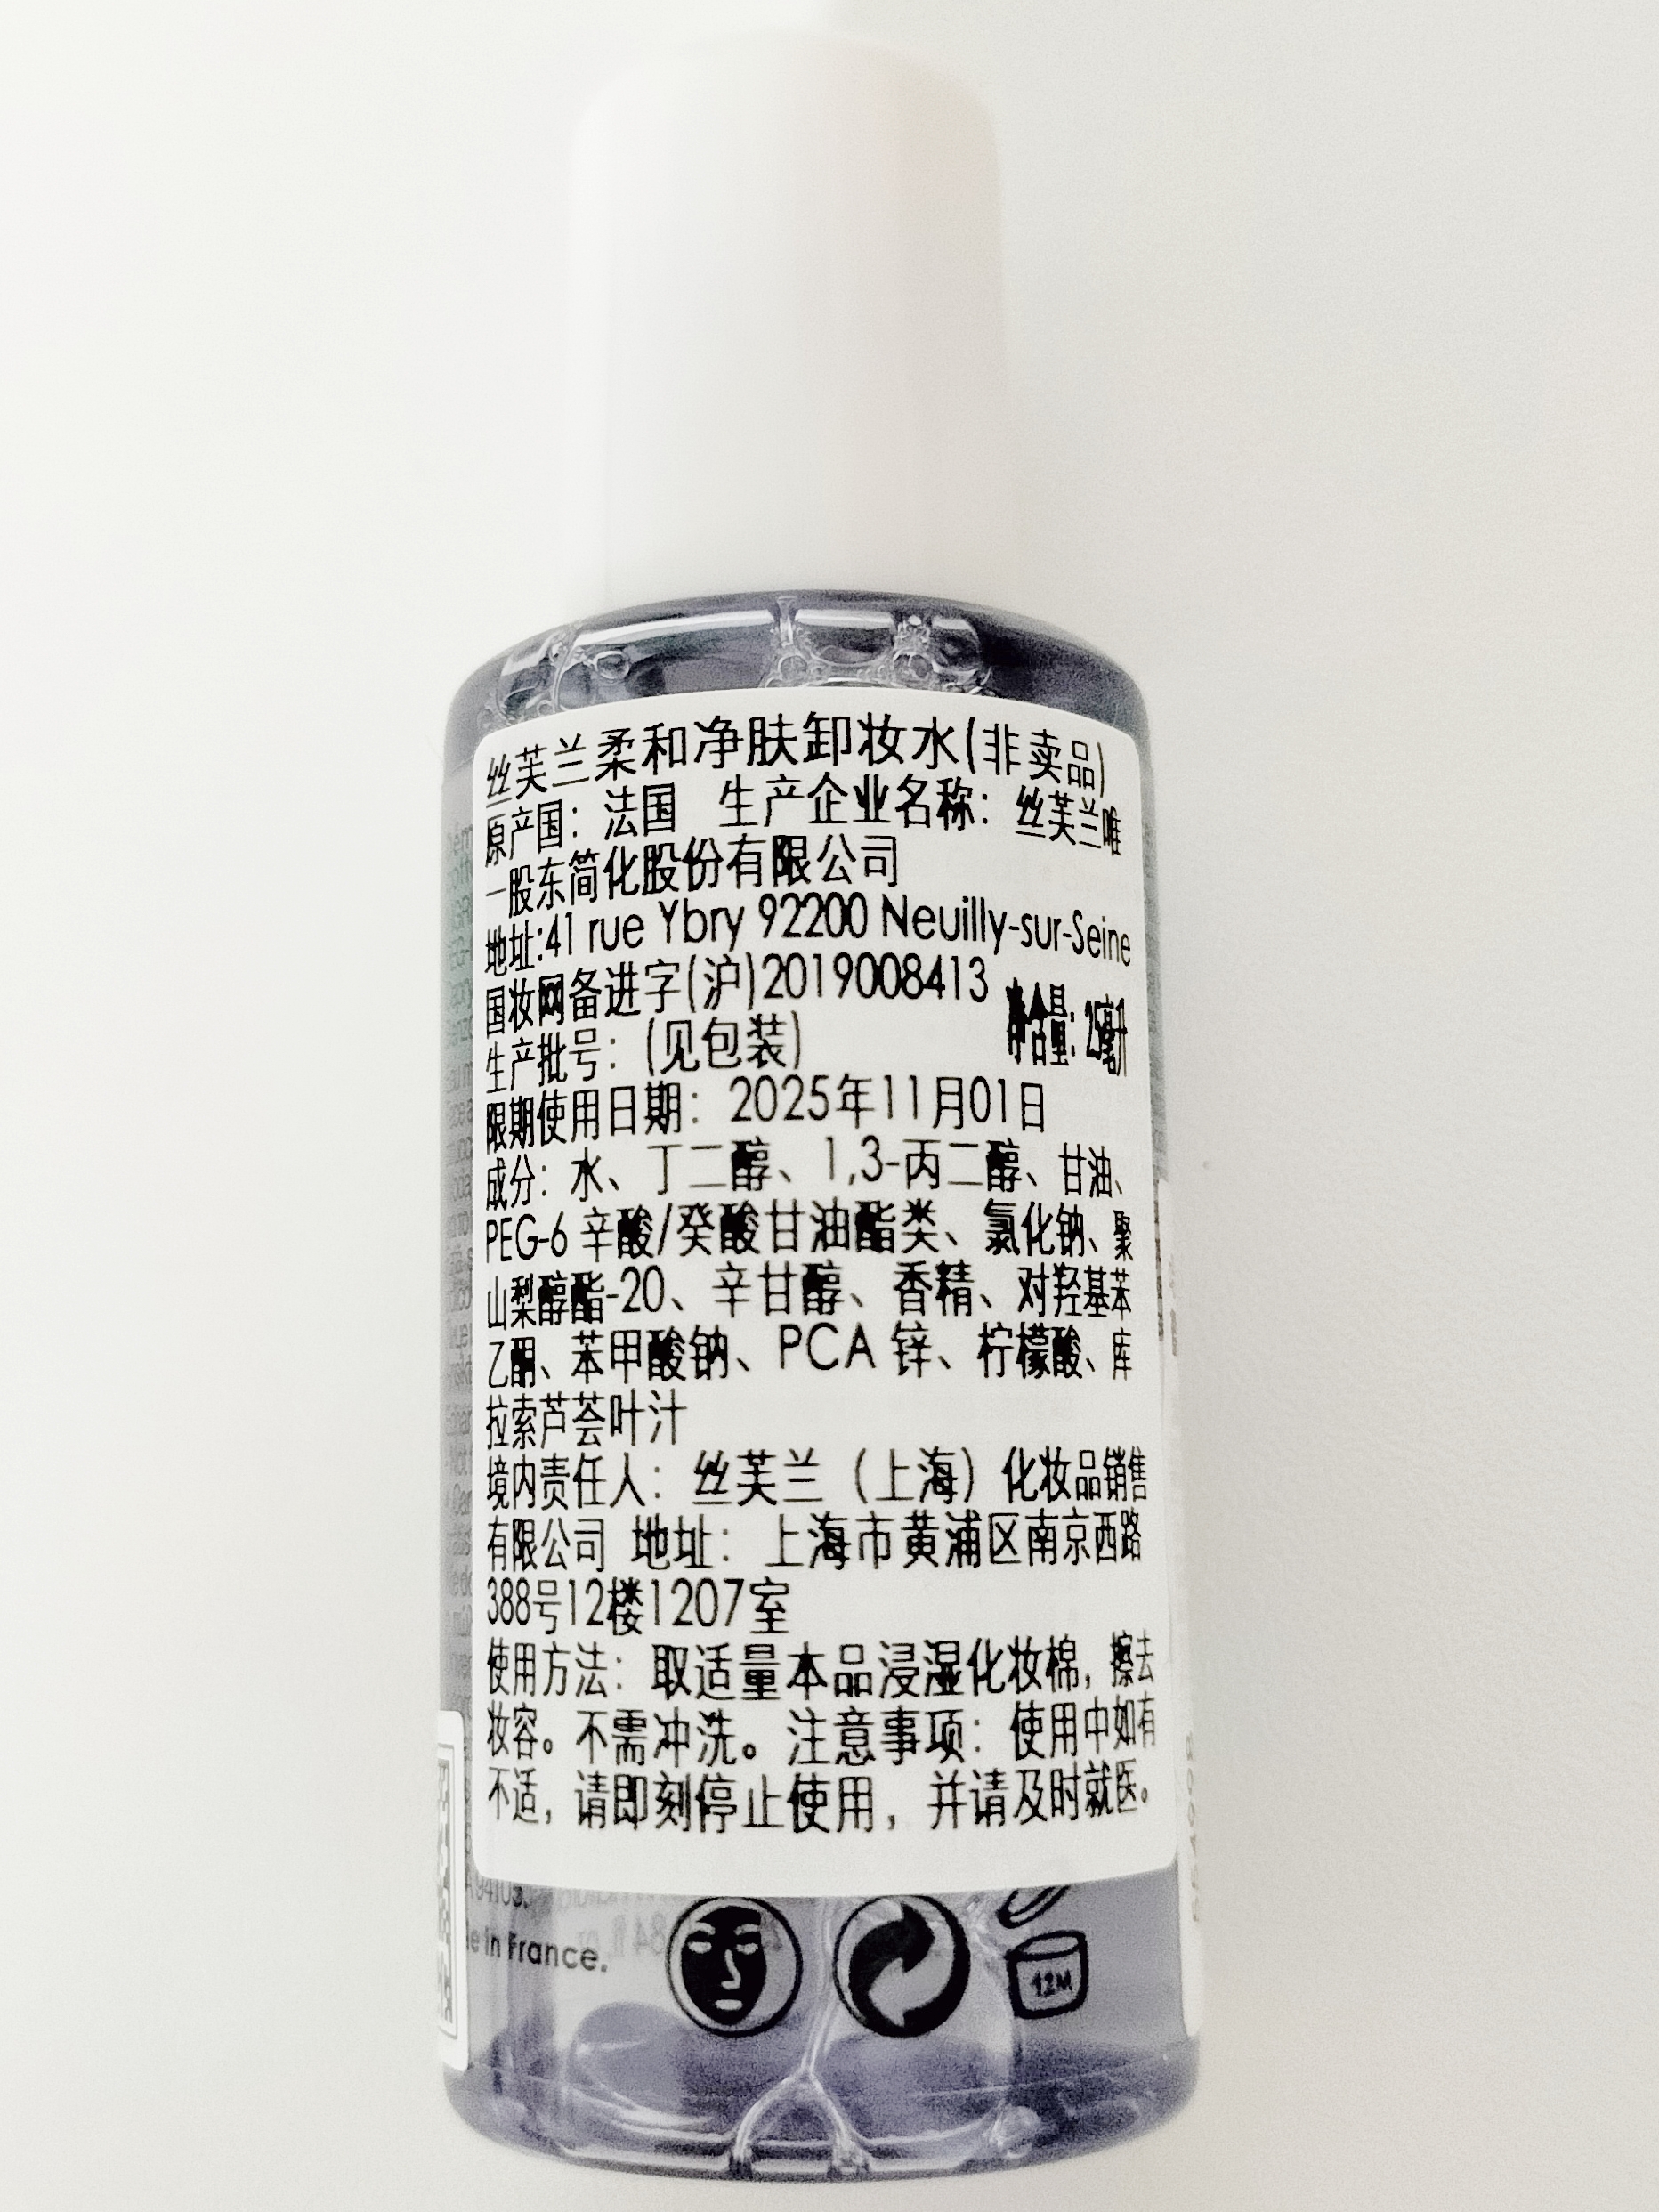 丝芙兰柔和净肤卸妆水(非卖品)
原产国：法国 生产企业名称：丝芙兰唯
一股东简化股份有限公司
地址:41 rue Ybry 92200 Neuilly-sur-Seine
国妆网备进字(沪)2019008413 净含量:25毫升
生产批号：(见包装)
限期使用日期：2025年11月01日
成分：水、丁二醇、1,3-丙二醇、甘油、
PEG-6 辛酸/癸酸甘油酯类、氯化钠、聚
山梨醇酯-20、辛甘醇、香精、对羟基苯
乙酮、苯甲酸钠、PCA 锌、柠檬酸、库
拉索芦荟叶汁
境内责任人：丝芙兰（上海）化妆品销售
有限公司 地址：上海市黄浦区南京西路
388号12楼1207室
使用方法：取适量本品浸湿化妆棉，擦去
妆容。不需冲洗。注意事项：使用中如有
不适，请即刻停止使用，并请及时就医。
A 94103.
e in France.
12M